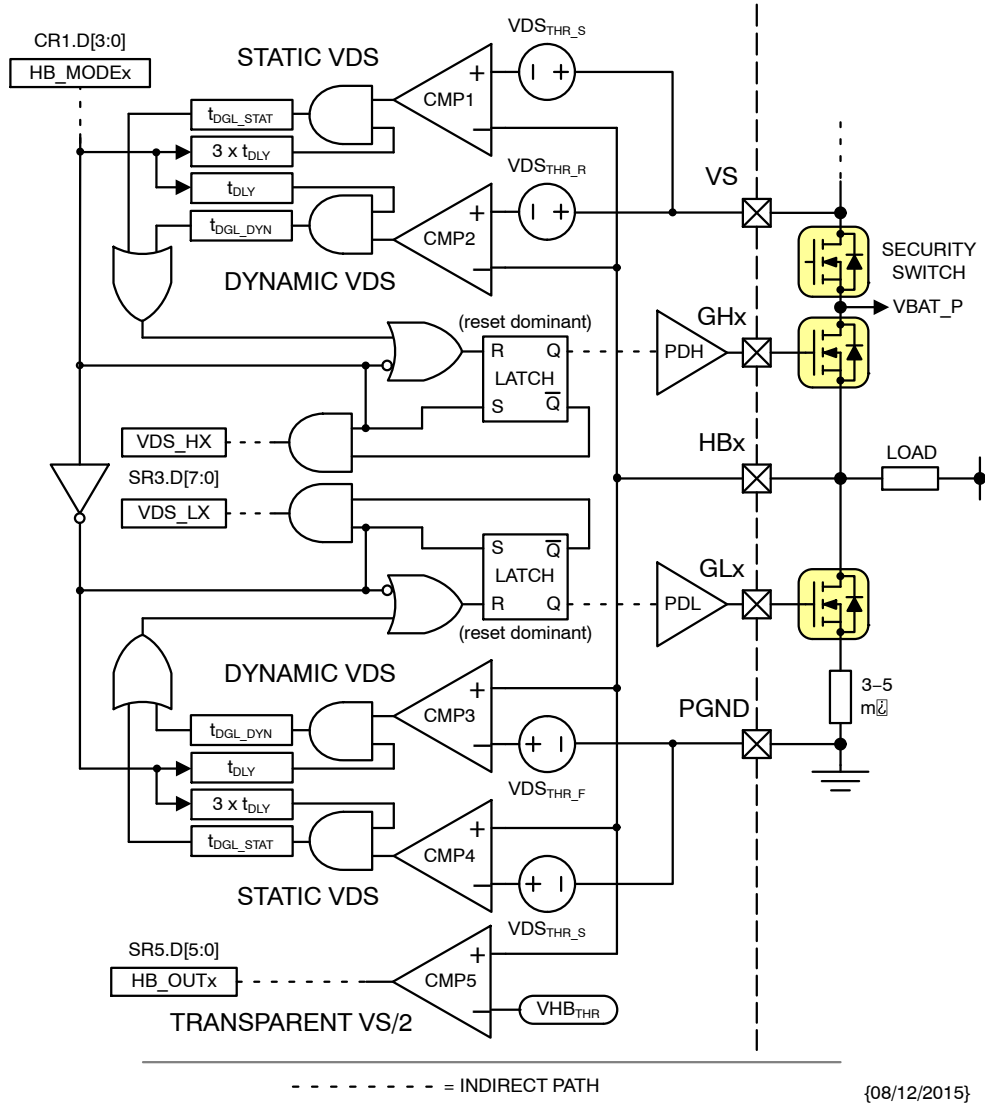 CR1.D[3:0]
HB_MODEx
STATIC VDS
VDSTHR_S
+
CMP1
–
– +
tDGL_STAT
3 x tDLY
tDLY
tDGL_DYN
VDSTHR_R
+
CMP2
–
– +
DYNAMIC VDS
VS
SECURITY
SWITCH
VBAT_P
(reset dominant)
R Q
LATCH
S Q
PDH
GHx
VDS_HX
SR3.D[7:0]
VDS_LX
HBx
LOAD
S Q
LATCH
R Q
(reset dominant)
PDL
GLx
DYNAMIC VDS
+
CMP3
–
+ –
VDSTHR_F
tDGL_DYN
tDLY
3 x tDLY
tDGL_STAT
PGND
3–5
m
+
CMP4
–
+ –
VDSTHR_S
STATIC VDS
SR5.D[5:0]
HB_OUTx
+
CMP5
–
VHBTHR
TRANSPARENT VS/2
= INDIRECT PATH
{08/12/2015}